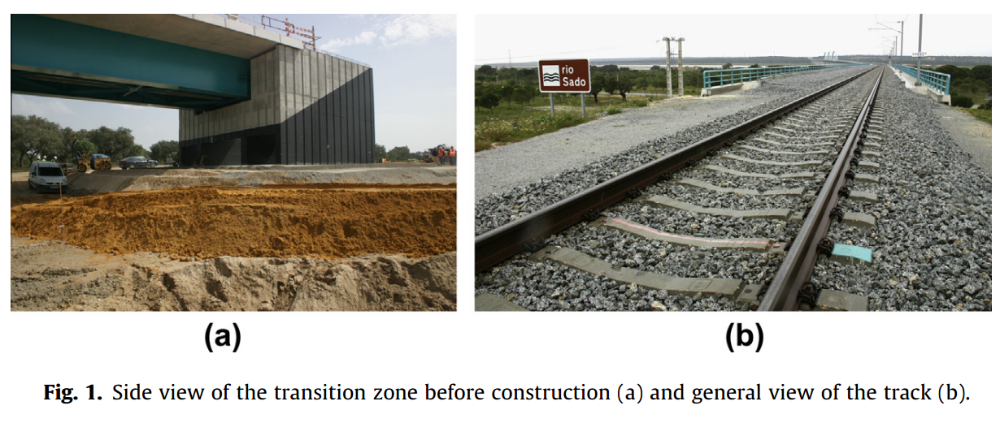 rio
Sado
(a)
(b)
Fig. 1. Side view of the transition zone before construction (a) and general view of the track (b).